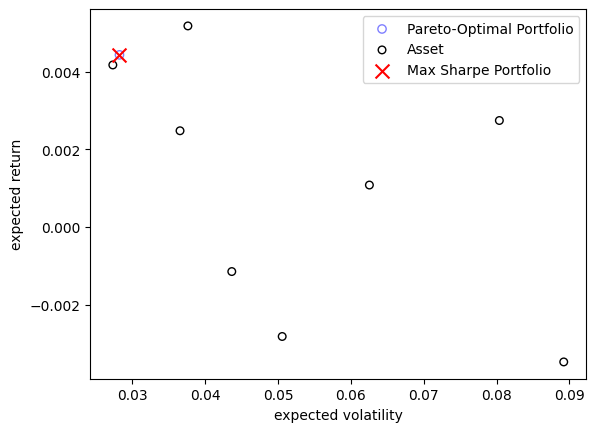 Pareto-Optimal Portfolio
Asset
Max Sharpe Portfolio
0.004
0.002
0.000
−0.002
expected return
0.03 0.04 0.05 0.06 0.07 0.08 0.09
expected volatility